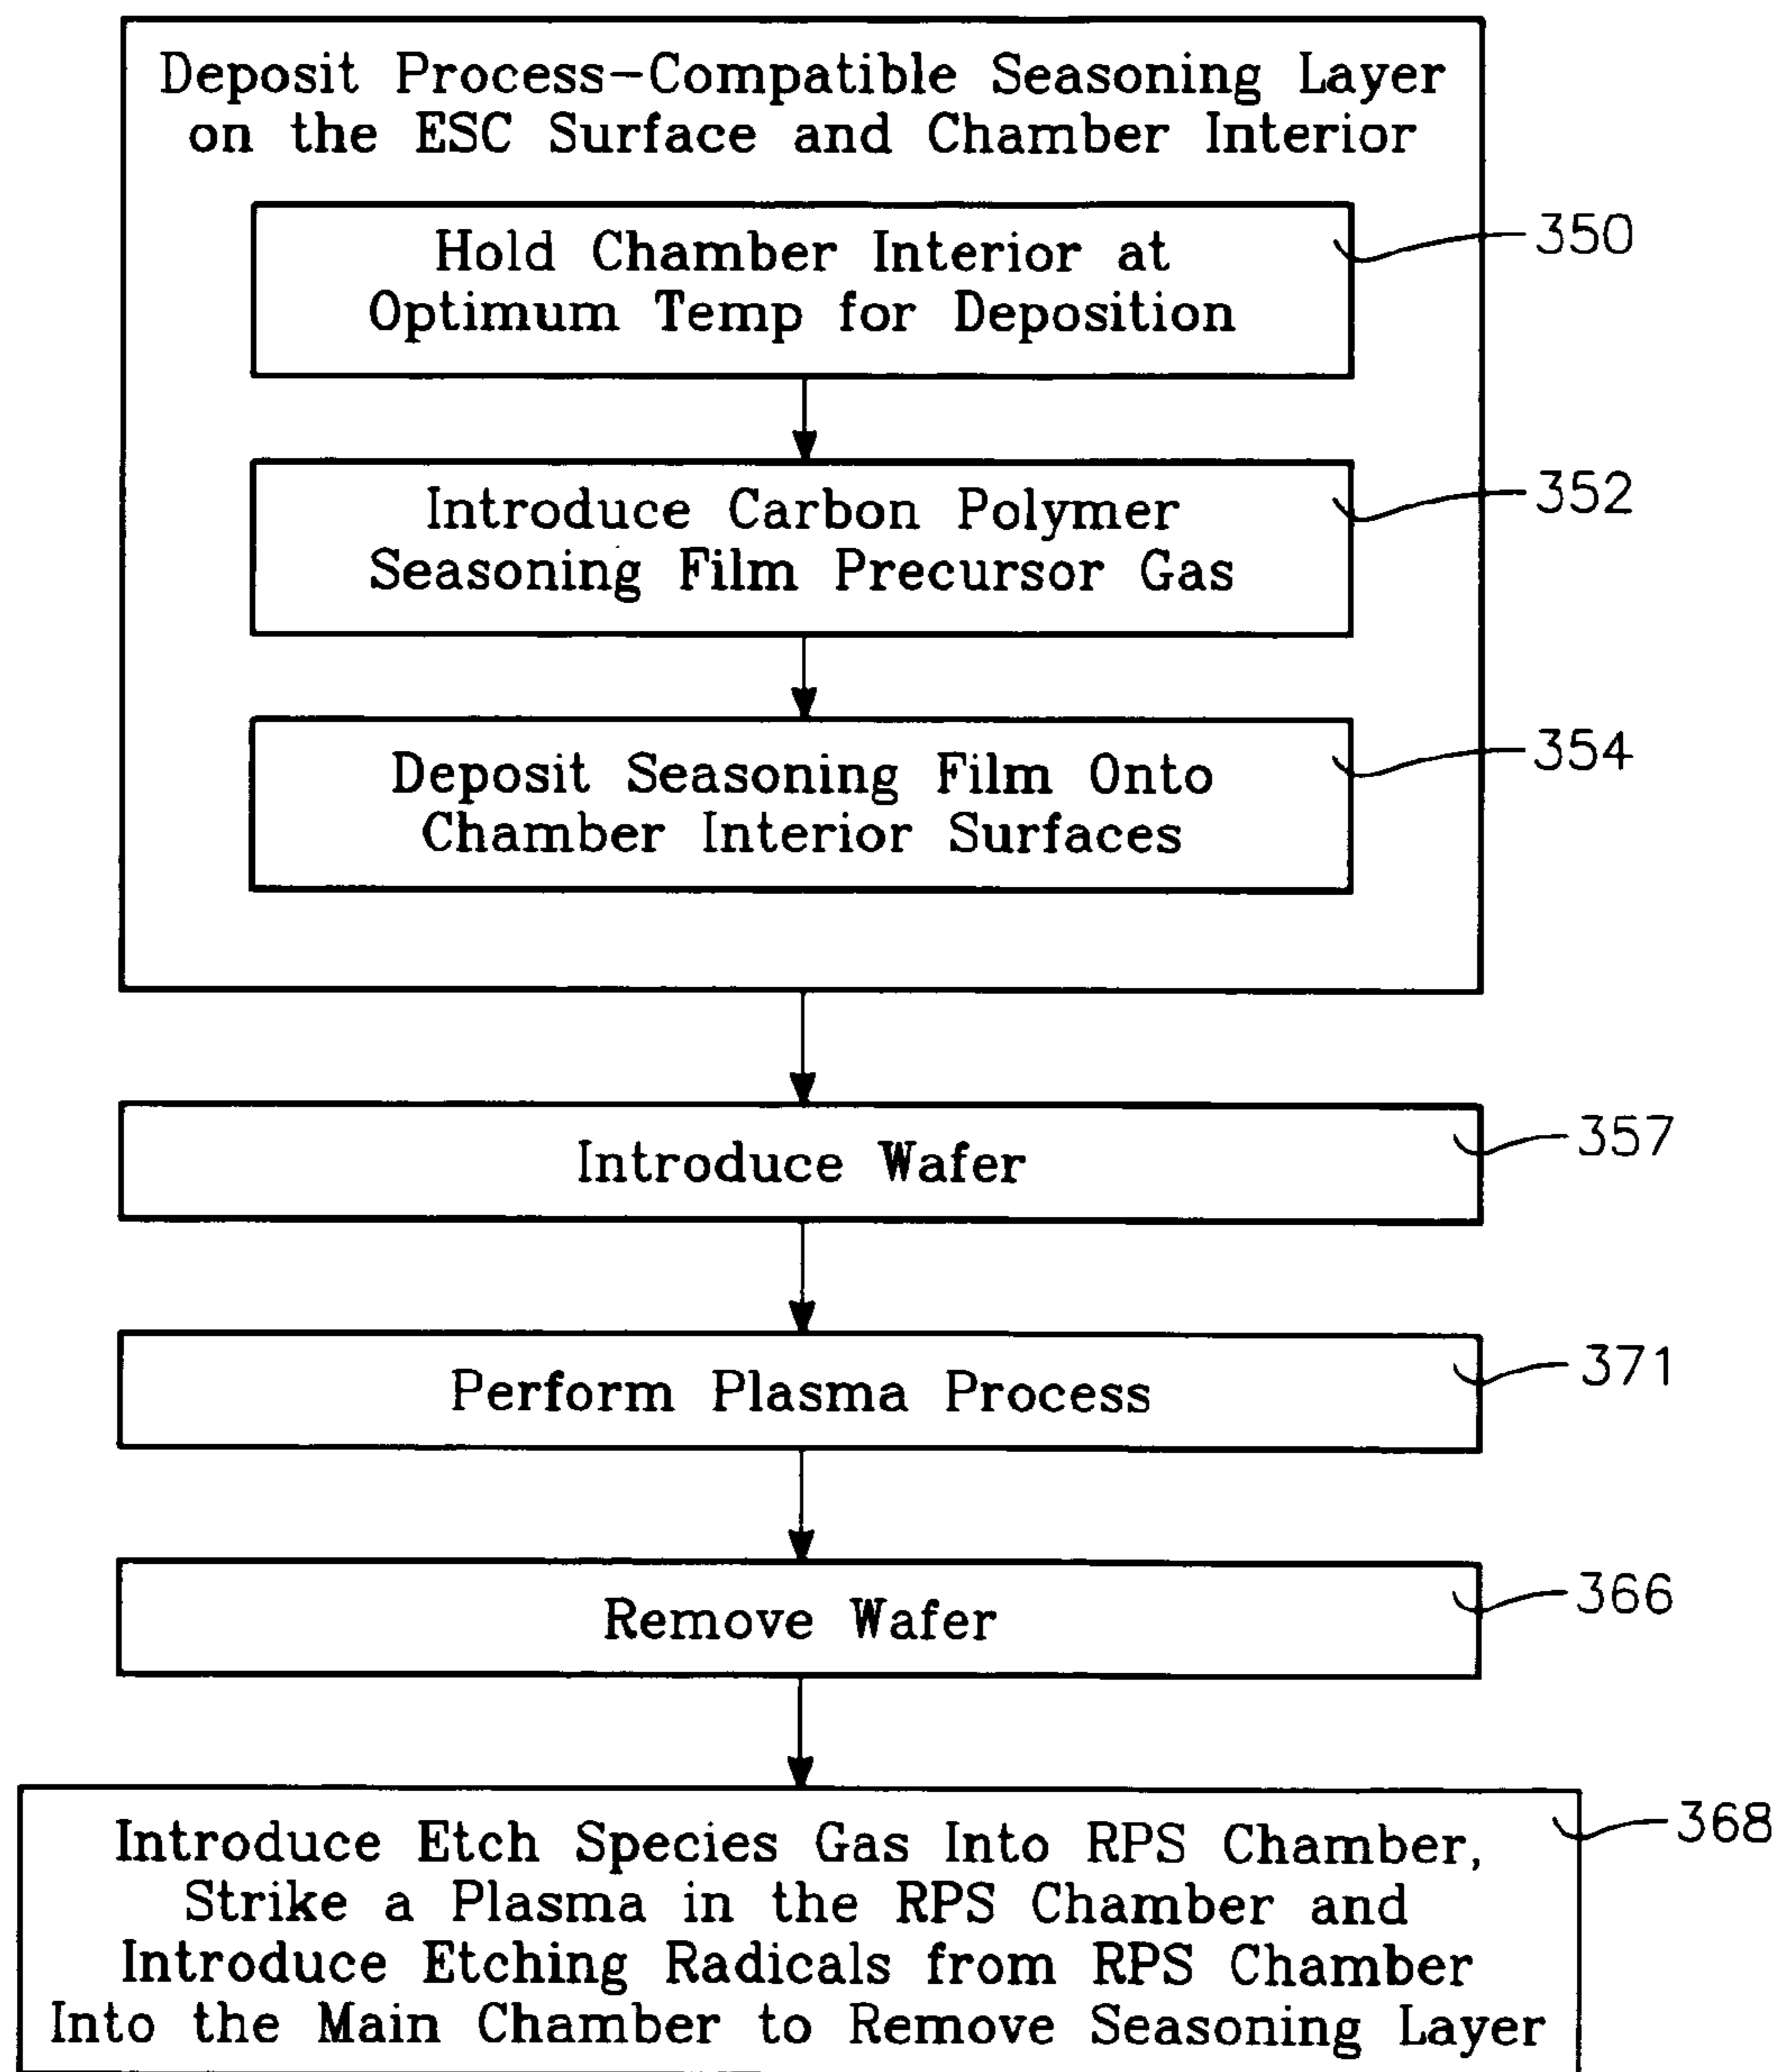 Deposit Process-Compatible Seasoning Layer
on the ESC Surface and Chamber Interior
Hold Chamber Interior at
Optimum Temp for Deposition
350
Introduce Carbon Polymer
Seasoning Film Precursor Gas
352
Deposit Seasoning Film Onto
Chamber Interior Surfaces
354
Introduce Wafer
357
Perform Plasma Process
371
Remove Wafer
366
Introduce Etch Species Gas Into RPS Chamber,
Strike a Plasma in the RPS Chamber and
Introduce Etching Radicals from RPS Chamber
Into the Main Chamber to Remove Seasoning Layer
368